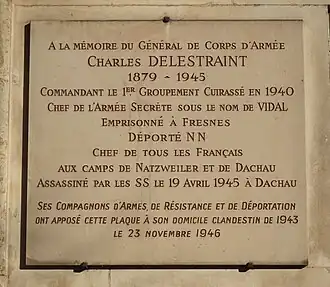 A LA MÉMOIRE DU GÉNÉRAL DE CORPS D'ARMÉE
CHARLES DELESTRAINT
1879 - 1945
COMMANDANT LE 1ER GROUPEMENT CUIRASSÉ EN 1940
CHEF DE L'ARMÉE SECRÈTE SOUS LE NOM DE VIDAL
EMPRISONNÉ À FRESNES
DÉPORTÉ NN
CHEF DE TOUS LES FRANÇAIS
AUX CAMPS DE NATZWEILER ET DE DACHAU
ASSASSINÉ PAR LES SS LE 19 AVRIL 1945 À DACHAU
SES COMPAGNONS D'ARMES, DE RÉSISTANCE ET DE DÉPORTATION
ONT APPOSÉ CETTE PLAQUE À SON DOMICILE CLANDESTIN DE 1943
LE 23 NOVEMBRE 1946